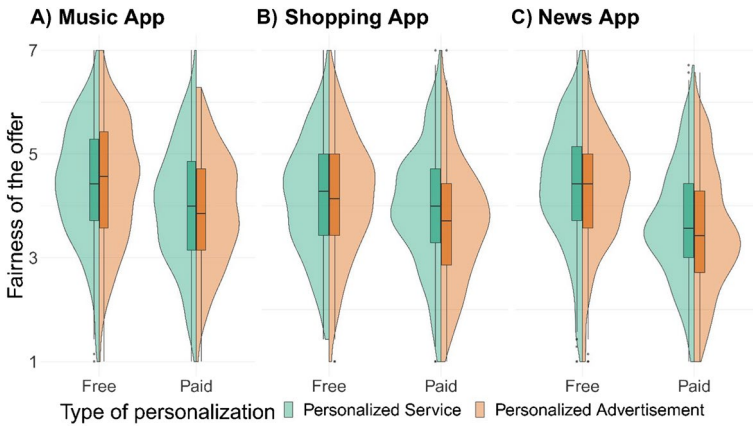 A) Music App
B) Shopping App
C) News App
Fairness of the offer
7
5
3
1
Free
Paid
Free
Paid
Free
Paid
Type of personalization
Personalized Service
Personalized Advertisement